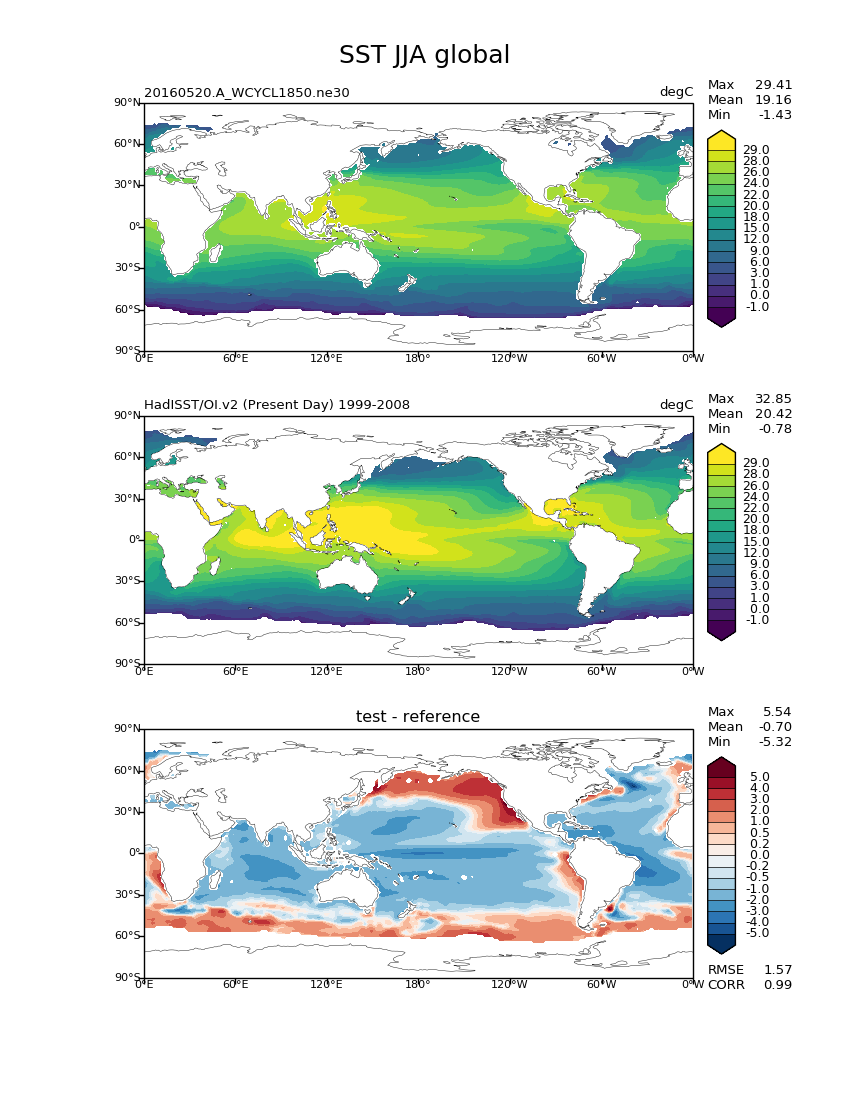 SST JJA global
20160520.A_WCYCL1850.ne30 degC
Max 29.41
Mean 19.16
Min -1.43
90°N
60°N
30°N
0°
30°S
60°S
90°S
0°E 60°E 120°E 180° 120°W 60°W 0°W
29.0
28.0
26.0
24.0
22.0
20.0
18.0
15.0
12.0
9.0
6.0
3.0
1.0
0.0
-1.0
HadISST/OI.v2 (Present Day) 1999-2008 degC
Max 32.85
Mean 20.42
Min -0.78
90°N
60°N
30°N
0°
30°S
60°S
90°S
0°E 60°E 120°E 180° 120°W 60°W 0°W
29.0
28.0
26.0
24.0
22.0
20.0
18.0
15.0
12.0
9.0
6.0
3.0
1.0
0.0
-1.0
test - reference
Max 5.54
Mean -0.70
Min -5.32
90°N
60°N
30°N
0°
30°S
60°S
90°S
0°E 60°E 120°E 180° 120°W 60°W 0°W
5.0
4.0
3.0
2.0
1.0
0.5
0.2
0.0
-0.2
-0.5
-1.0
-2.0
-3.0
-4.0
-5.0
RMSE 1.57
CORR 0.99